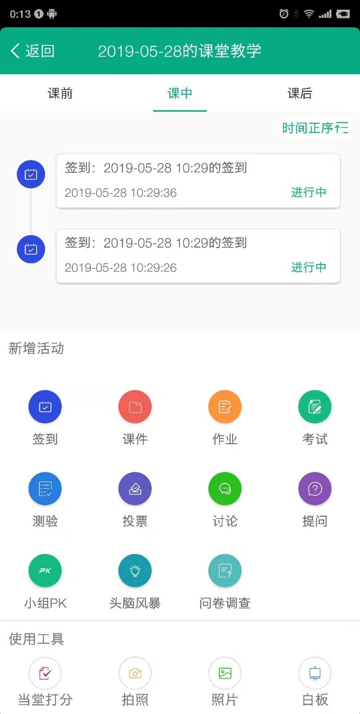 0:13
返回 2019-05-28的课堂教学
课前 课中 课后
时间正序
签到：2019-05-28 10:29的签到
2019-05-28 10:29:36 进行中
签到：2019-05-28 10:29的签到
2019-05-28 10:29:26 进行中
新增活动
签到 课件 作业 考试
测验 投票 讨论 提问
PK
小组PK 头脑风暴 问卷调查
使用工具
当堂打分 拍照 照片 白板